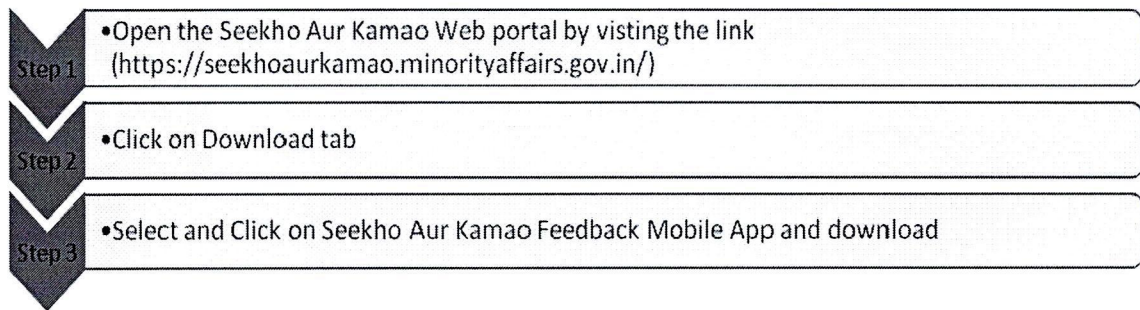 Step 1
•Open the Seekho Aur Kamao Web portal by visting the link
(https://seekhoaurkamao.minorityaffairs.gov.in/)
Step 2
•Click on Download tab
Step 3
•Select and Click on Seekho Aur Kamao Feedback Mobile App and download